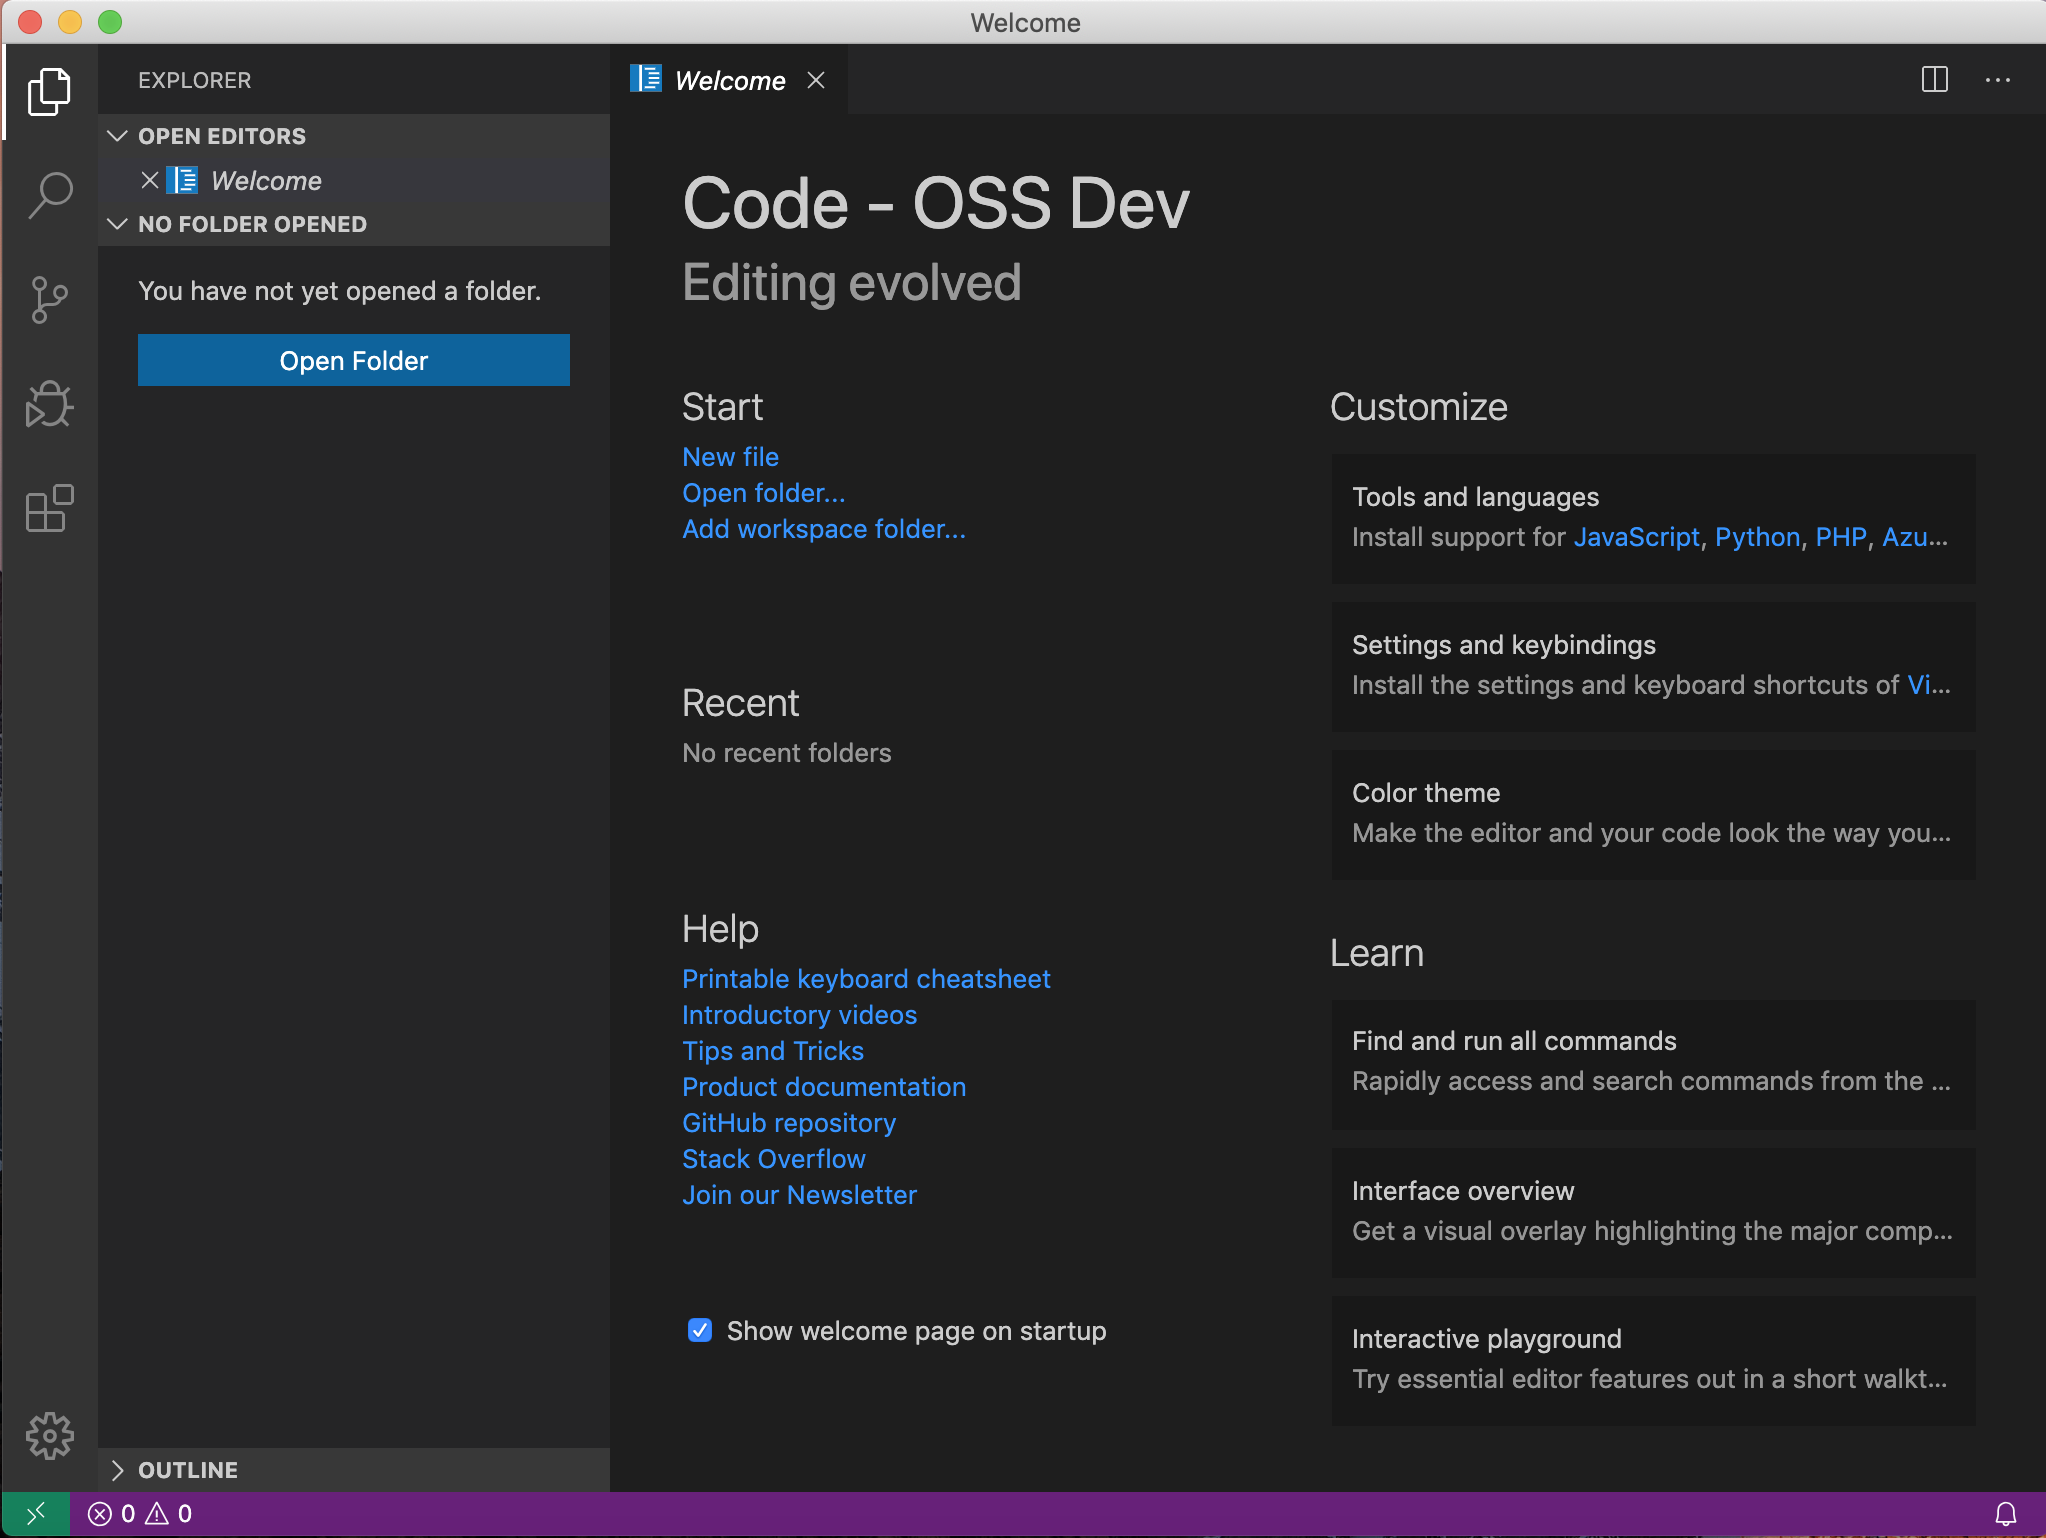 Welcome
EXPLORER
OPEN EDITORS
Welcome
NO FOLDER OPENED
You have not yet opened a folder.
Open Folder
OUTLINE
Welcome
Code - OSS Dev
Editing evolved
Start
New file
Open folder...
Add workspace folder...
Recent
No recent folders
Help
Printable keyboard cheatsheet
Introductory videos
Tips and Tricks
Product documentation
GitHub repository
Stack Overflow
Join our Newsletter
Show welcome page on startup
Customize
Tools and languages
Install support for JavaScript, Python, PHP, Azu...
Settings and keybindings
Install the settings and keyboard shortcuts of Vi...
Color theme
Make the editor and your code look the way you...
Learn
Find and run all commands
Rapidly access and search commands from the ...
Interface overview
Get a visual overlay highlighting the major comp...
Interactive playground
Try essential editor features out in a short walkt...
0 0